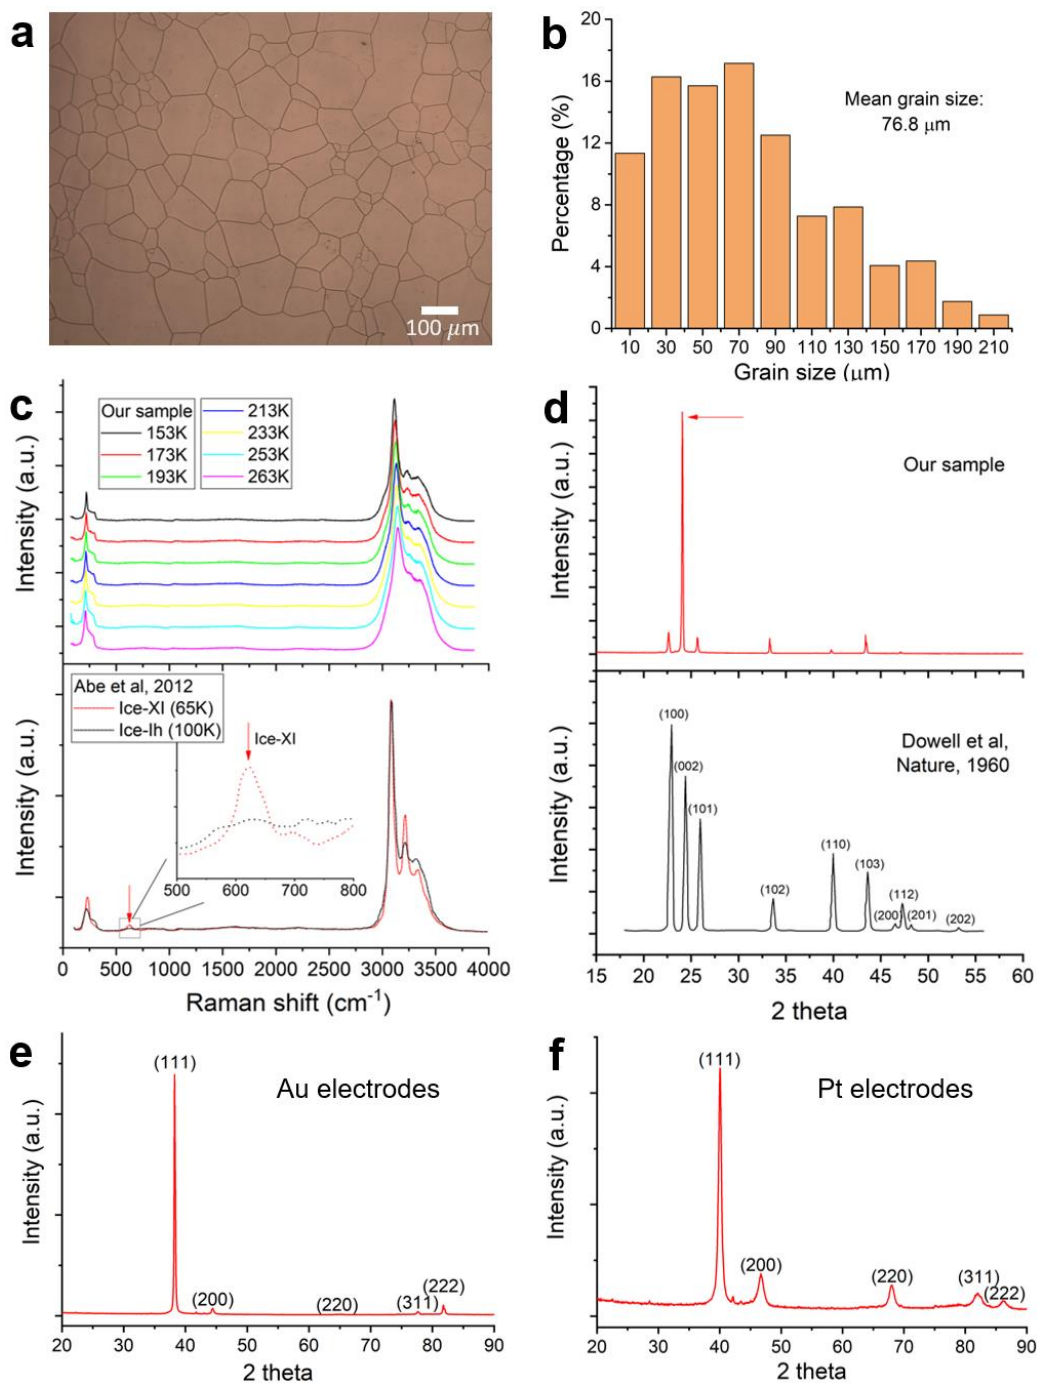 a
100 μm
b
Percentage (%)
20
16
12
8
4
0
Mean grain size:
76.8 μm
10 30 50 70 90 110 130 150 170 190 210
Grain size (μm)
c
Intensity (a.u.)
Our sample
153K
173K
193K
213K
233K
253K
263K
Intensity (a.u.)
Abe et al, 2012
Ice-XI (65K)
Ice-Ih (100K)
Ice-XI
500 600 700 800
0 500 1000 1500 2000 2500 3000 3500 4000
Raman shift (cm-1)
d
Intensity (a.u.)
Our sample
Intensity (a.u.)
Dowell et al,
Nature, 1960
(100)
(002)
(101)
(102)
(110)
(103)
(200)
(112)
(201)
(202)
15 20 25 30 35 40 45 50 55 60
2 theta
e
Intensity (a.u.)
Au electrodes
(111)
(200)
(220)
(311)
(222)
20 30 40 50 60 70 80 90
2 theta
f
Intensity (a.u.)
Pt electrodes
(111)
(200)
(220)
(311)
(222)
20 30 40 50 60 70 80 90
2 theta